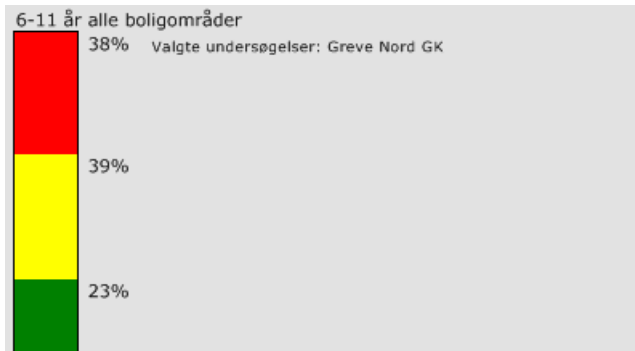 6-11 år alle boligområder
38% Valgte undersøgelser: Greve Nord GK
39%
23%